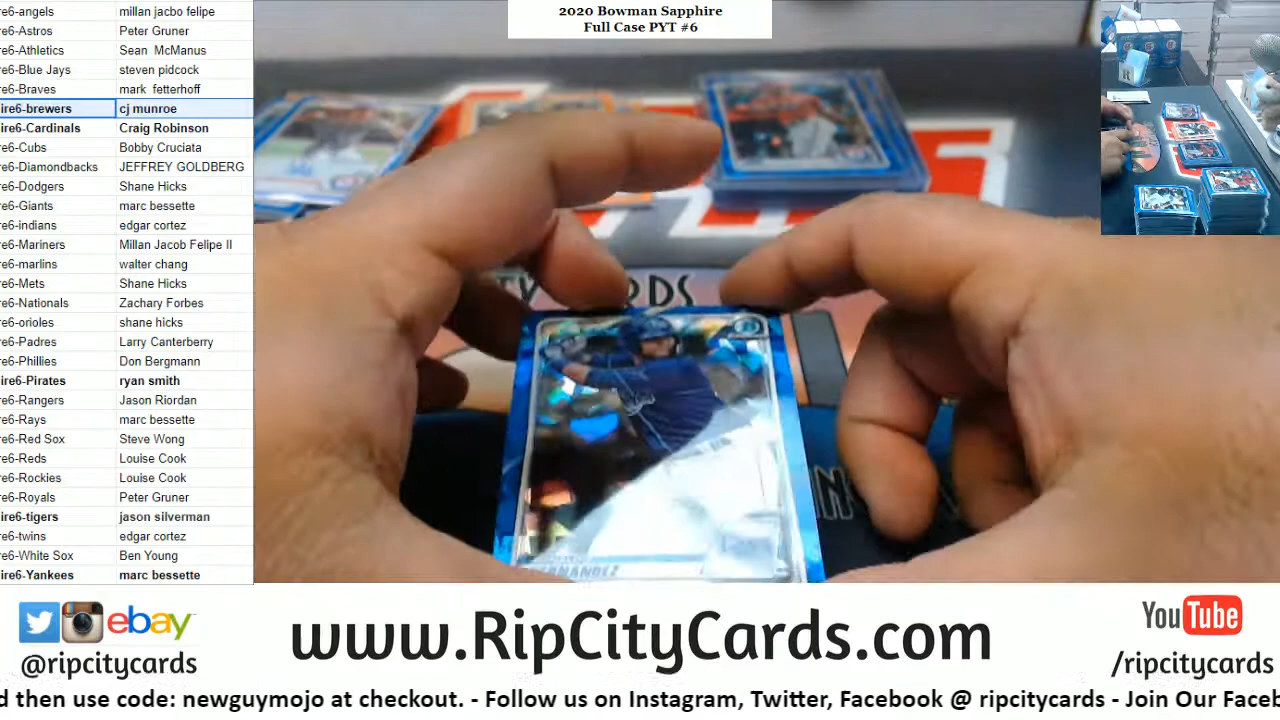 2020 Bowman Sapphire
Full Case PYT #6
re6-angels millan jacbo felipe
re6-Astros Peter Gruner
re6-Athletics Sean McManus
re6-Blue Jays steven pidcock
re6-Braves mark fetterhoff
ire6-brewers cj munroe
ire6-Cardinals Craig Robinson
re6-Cubs Bobby Cruciata
re6-Diamondbacks JEFFREY GOLDBERG
re6-Dodgers Shane Hicks
re6-Giants marc bessette
re6-indians edgar cortez
re6-Mariners Millan Jacob Felipe II
re6-marlins walter chang
re6-Mets Shane Hicks
re6-Nationals Zachary Forbes
re6-orioles shane hicks
re6-Padres Larry Canterberry
re6-Phillies Don Bergmann
ire6-Pirates ryan smith
re6-Rangers Jason Riordan
re6-Rays marc bessette
re6-Red Sox Steve Wong
re6-Reds Louise Cook
re6-Rockies Louise Cook
re6-Royals Peter Gruner
ire6-tigers jason silverman
re6-twins edgar cortez
re6-White Sox Ben Young
ire6-Yankees marc bessette
ebay
@ripcitycards
www.RipCityCards.com
YouTube
/ripcitycards
d then use code: newguymojo at checkout. - Follow us on Instagram, Twitter, Facebook @ ripcitycards - Join Our Faceb